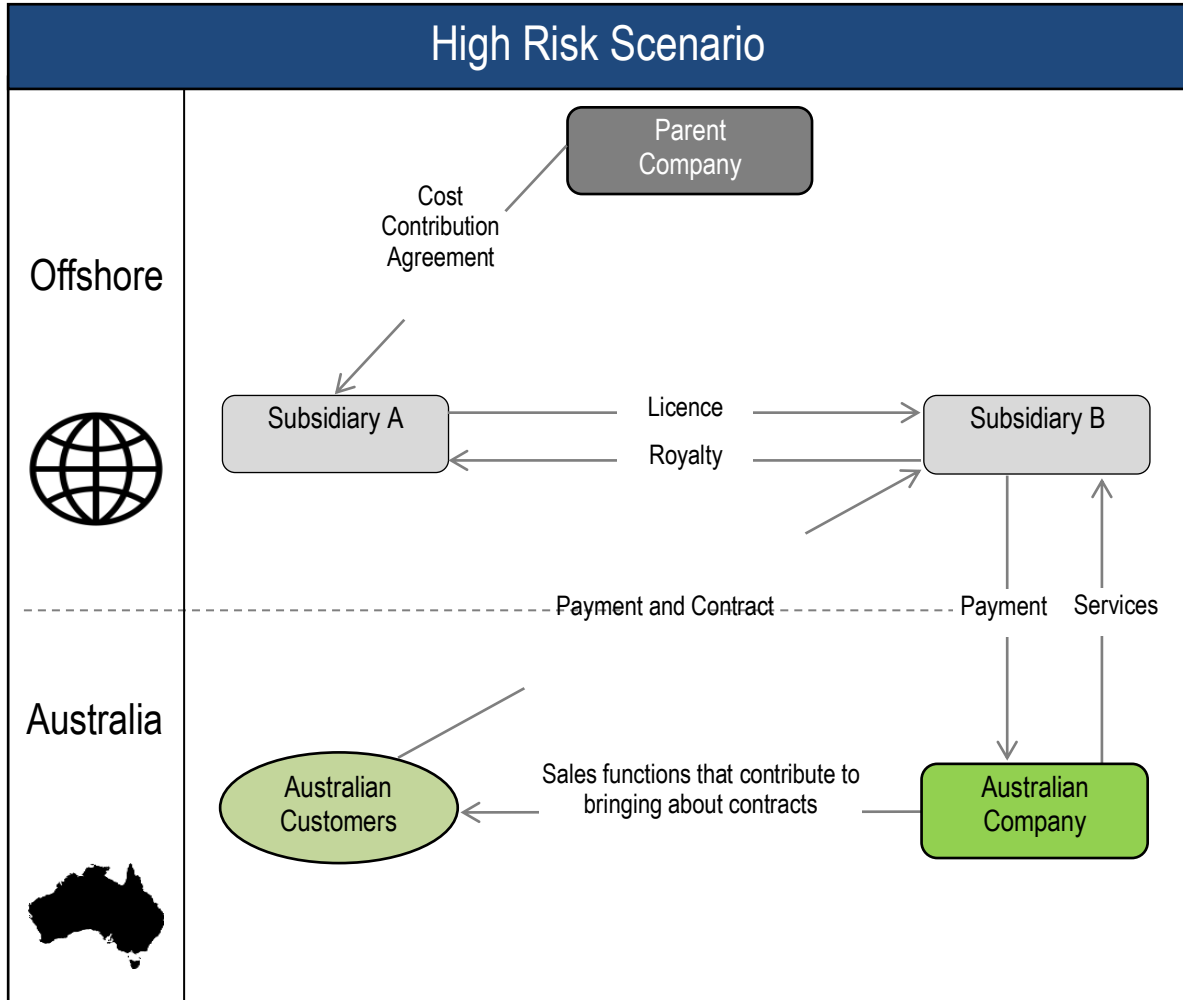 High Risk Scenario
Parent
Company
Cost
Contribution
Agreement
Offshore
Subsidiary A
Licence
Royalty
Subsidiary B
Payment and Contract
Payment
Services
Australia
Australian
Customers
Sales functions that contribute to
bringing about contracts
Australian
Company